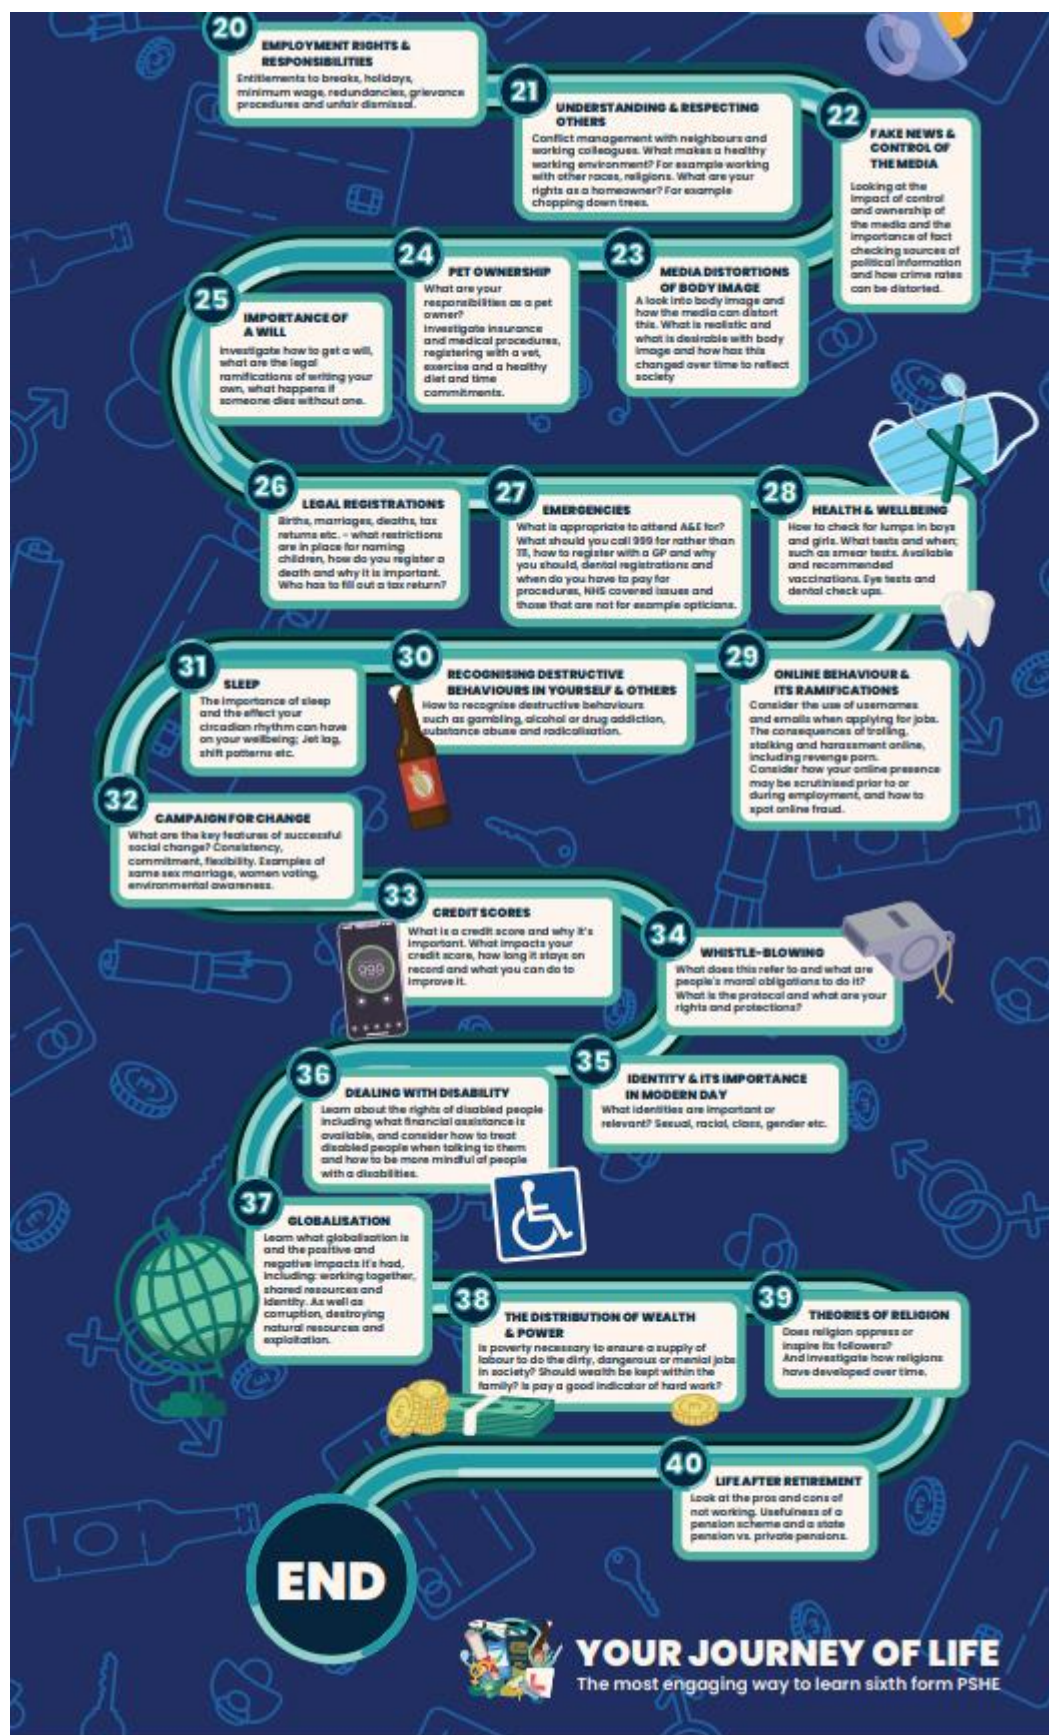 20
EMPLOYMENT RIGHTS &
RESPONSIBILITIES
Entitlements to breaks, holidays,
minimum wage, redundancies, grievance
procedures and unfair dismissal.
21
UNDERSTANDING & RESPECTING
OTHERS
Conflict management with neighbours and
working colleagues. What makes a healthy
working environment? For example working
with other races, religions. What are your
rights as a homeowner? For example
chopping down trees.
22
FAKE NEWS &
CONTROL OF
THE MEDIA
Looking at the
impact of control
and ownership of
the media and the
importance of fact
checking sources of
political information
and how crime rates
can be distorted.
23
MEDIA DISTORTIONS
OF BODY IMAGE
A look into body image and
how the media can distort
this. What is realistic and
what is desirable with body
image and how has this
changed over time to reflect
society
24
PET OWNERSHIP
What are your
responsibilities as a pet
owner?
Investigate insurance
and medical procedures,
registering with a vet,
exercise and a healthy
diet and time
commitments.
25
IMPORTANCE OF
A WILL
Investigate how to get a will,
what are the legal
ramifications of writing your
own, what happens if
someone dies without one.
26
LEGAL REGISTRATIONS
Births, marriages, deaths, tax
returns etc. - what restrictions
are in place for naming
children, how do you register a
death and why it is important.
Who has to fill out a tax return?
27
EMERGENCIES
What is appropriate to attend A&E for?
What should you call 999 for rather than
111, how to register with a GP and why
you should, dental registrations and
when do you have to pay for
procedures, NHS covered issues and
those that are not for example opticians.
28
HEALTH & WELLBEING
How to check for lumps in boys
and girls. What tests and when;
such as smear tests. Available
and recommended
vaccinations. Eye tests and
dental check ups.
29
ONLINE BEHAVIOUR &
ITS RAMIFICATIONS
Consider the use of usernames
and emails when applying for jobs.
The consequences of trolling,
stalking and harassment online,
including revenge porn.
Consider how your online presence
may be scrutinised prior to or
during employment, and how to
spot online fraud.
30
RECOGNISING DESTRUCTIVE
BEHAVIOURS IN YOURSELF & OTHERS
How to recognise destructive behaviours
such as gambling, alcohol or drug addiction,
substance abuse and radicalisation.
31
SLEEP
The importance of sleep
and the effect your
circadian rhythm can have
on your wellbeing; Jet lag,
shift patterns etc.
32
CAMPAIGN FOR CHANGE
What are the key features of successful
social change? Consistency,
commitment, flexibility. Examples of
same sex marriage, women voting,
environmental awareness.
33
CREDIT SCORES
What is a credit score and why it's
important. What impacts your
credit score, how long it stays on
record and what you can do to
improve it.
999
34
WHISTLE-BLOWING
What does this refer to and what are
people's moral obligations to do it?
What is the protocol and what are your
rights and protections?
35
IDENTITY & ITS IMPORTANCE
IN MODERN DAY
What identities are important or
relevant? Sexual, racial, class, gender etc.
36
DEALING WITH DISABILITY
Learn about the rights of disabled people
including what financial assistance is
available, and consider how to treat
disabled people when talking to them
and how to be more mindful of people
with a disabilities.
37
GLOBALISATION
Learn what globalisation is
and the positive and
negative impacts it's had,
including: working together,
shared resources and
identity. As well as
corruption, destroying
natural resources and
exploitation.
38
THE DISTRIBUTION OF WEALTH
& POWER
Is poverty necessary to ensure a supply of
labour to do the dirty, dangerous or menial jobs
in society? Should wealth be kept within the
family? Is pay a good indicator of hard work?
39
THEORIES OF RELIGION
Does religion oppress or
inspire its followers?
And investigate how religions
have developed over time.
40
LIFE AFTER RETIREMENT
Look at the pros and cons of
not working. Usefulness of a
pension scheme and a state
pension vs. private pensions.
END
YOUR JOURNEY OF LIFE
The most engaging way to learn sixth form PSHE